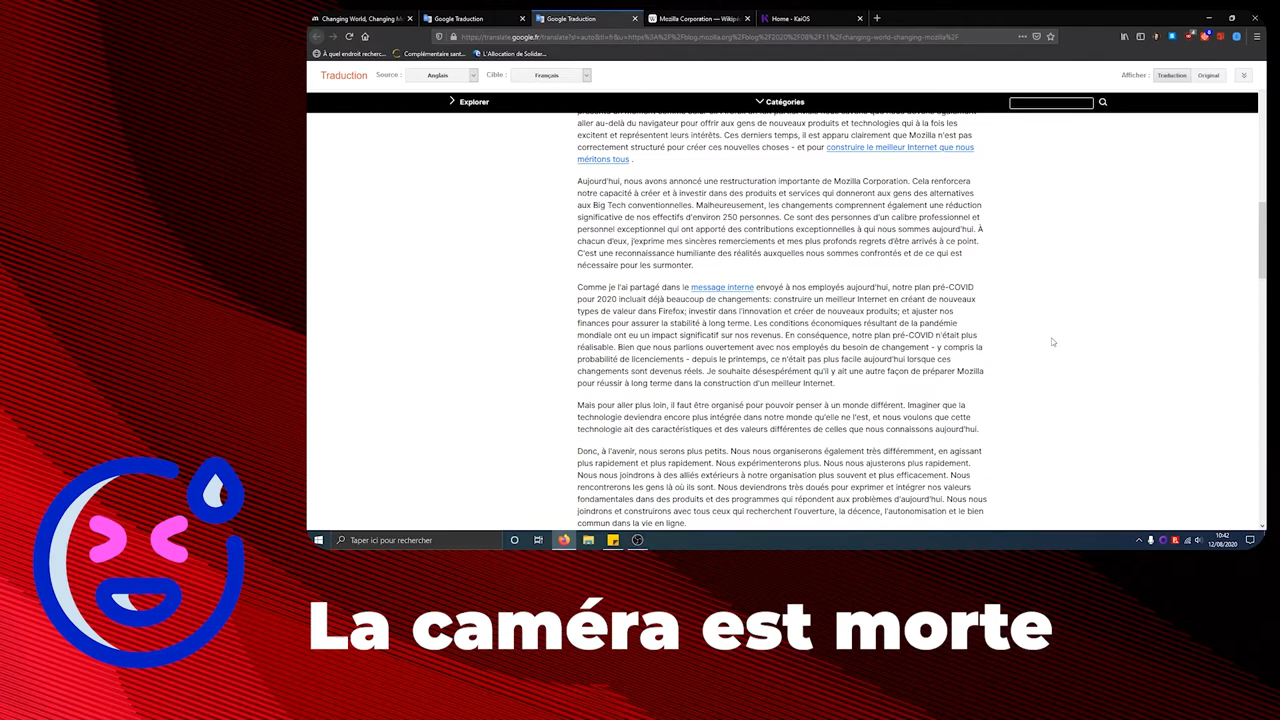 Changing World, Changing M
Google Traduction
Google Traduction
Mozilla Corporation — Wikipé
Home - KaiOS
https://translate.google.fr/translate?sl=auto&tl=fr&u=https%3A%2F%2Fblog.mozilla.org%2Fblog%2F2020%2F08%2F11%2Fchanging-world-changing-mozilla%2F
À quel endroit recherc...
Complémentaire sant...
L'Allocation de Solidar...
Traduction
Source :
Anglais
Cible :
Français
Afficher :
Traduction
Original
Explorer
Catégories
aller au-delà du navigateur pour offrir aux gens de nouveaux produits et technologies qui à la fois les
excitent et représentent leurs intérêts. Ces derniers temps, il est apparu clairement que Mozilla n'est pas
correctement structuré pour créer ces nouvelles choses - et pour construire le meilleur Internet que nous
méritons tous .
Aujourd'hui, nous avons annoncé une restructuration importante de Mozilla Corporation. Cela renforcera
notre capacité à créer et à investir dans des produits et services qui donneront aux gens des alternatives
aux Big Tech conventionnelles. Malheureusement, les changements comprennent également une réduction
significative de nos effectifs d'environ 250 personnes. Ce sont des personnes d'un calibre professionnel et
personnel exceptionnel qui ont apporté des contributions exceptionnelles à qui nous sommes aujourd'hui. À
chacun d'eux, j'exprime mes sincères remerciements et mes plus profonds regrets d'être arrivés à ce point.
C'est une reconnaissance humiliante des réalités auxquelles nous sommes confrontés et de ce qui est
nécessaire pour les surmonter.
Comme je l'ai partagé dans le message interne envoyé à nos employés aujourd'hui, notre plan pré-COVID
pour 2020 incluait déjà beaucoup de changements: construire un meilleur Internet en créant de nouveaux
types de valeur dans Firefox; investir dans l'innovation et créer de nouveaux produits; et ajuster nos
finances pour assurer la stabilité à long terme. Les conditions économiques résultant de la pandémie
mondiale ont eu un impact significatif sur nos revenus. En conséquence, notre plan pré-COVID n'était plus
réalisable. Bien que nous parlions ouvertement avec nos employés du besoin de changement - y compris la
probabilité de licenciements - depuis le printemps, ce n'était pas plus facile aujourd'hui lorsque ces
changements sont devenus réels. Je souhaite désespérément qu'il y ait une autre façon de préparer Mozilla
pour réussir à long terme dans la construction d'un meilleur Internet.
Mais pour aller plus loin, il faut être organisé pour pouvoir penser à un monde différent. Imaginer que la
technologie deviendra encore plus intégrée dans notre monde qu'elle ne l'est, et nous voulons que cette
technologie ait des caractéristiques et des valeurs différentes de celles que nous connaissons aujourd'hui.
Donc, à l'avenir, nous serons plus petits. Nous nous organiserons également très différemment, en agissant
plus rapidement et plus rapidement. Nous expérimenterons plus. Nous nous ajusterons plus rapidement.
Nous nous joindrons à des alliés extérieurs à notre organisation plus souvent et plus efficacement. Nous
rencontrerons les gens là où ils sont. Nous deviendrons très doués pour exprimer et intégrer nos valeurs
fondamentales dans des produits et des programmes qui répondent aux problèmes d'aujourd'hui. Nous nous
joindrons et construirons avec tous ceux qui recherchent l'ouverture, la décence, l'autonomisation et le bien
commun dans la vie en ligne.
Taper ici pour rechercher
10:42
12/08/2020
La caméra est morte